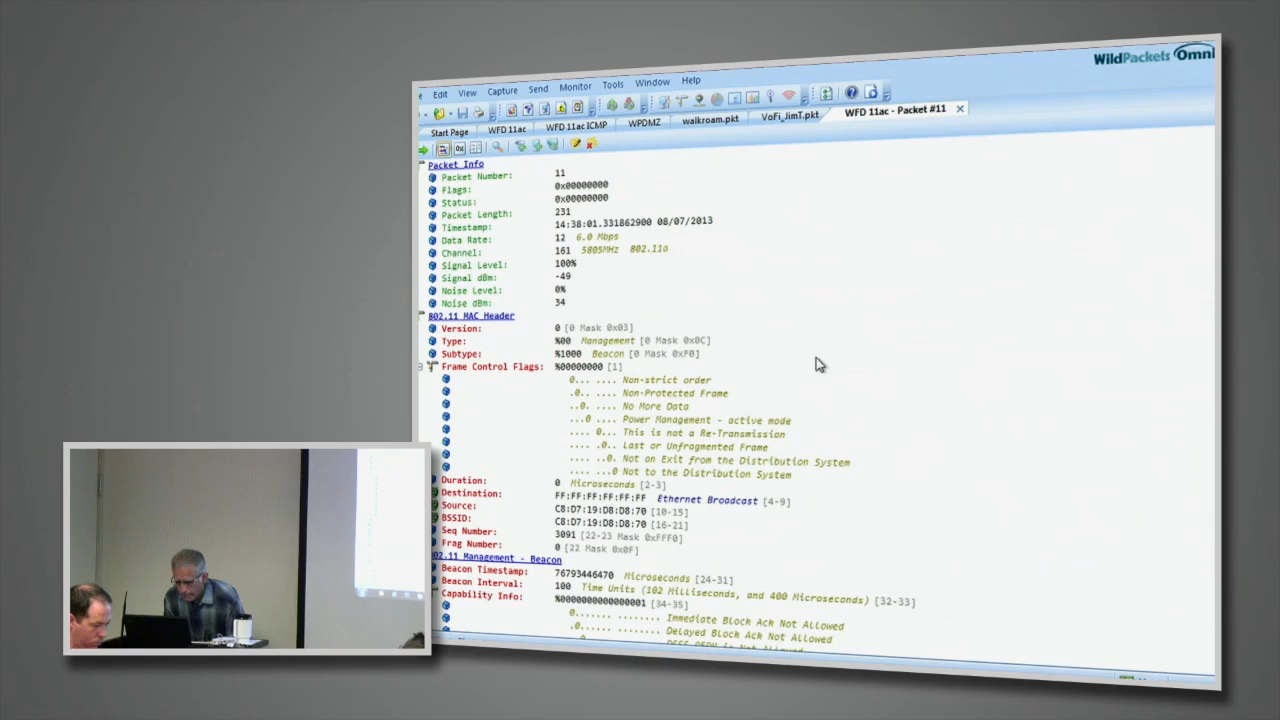 WildPackets Omni
Edit View Capture Send Monitor Tools Window Help
Start Page WFD 11ac WFD 11ac ICMP WPDMZ walkroam.pkt VoFi_JimT.pkt WFD 11ac - Packet #11
Packet Info
Packet Number: 11
Flags: 0x00000000
Status: 0x00000000
Packet Length: 231
Timestamp: 14:38:01.331862900 08/07/2013
Data Rate: 12 6.0 Mbps
Channel: 161 5805MHz 802.11a
Signal Level: 100%
Signal dBm: -49
Noise Level: 0%
Noise dBm: 34
802.11 MAC Header
Version: 0 [0 Mask 0x03]
Type: %00 Management [0 Mask 0x0C]
Subtype: %1000 Beacon [0 Mask 0xF0]
Frame Control Flags: %00000000 [1]
0... .... Non-strict order
.0.. .... Non-Protected Frame
..0. .... No More Data
...0 .... Power Management - active mode
.... 0... This is not a Re-Transmission
.... .0.. Last or Unfragmented Frame
.... ..0. Not an Exit from the Distribution System
.... ...0 Not to the Distribution System
Duration: 0 Microseconds [2-3]
Destination: FF:FF:FF:FF:FF:FF Ethernet Broadcast [4-9]
Source: C8:D7:19:D8:D8:70 [10-15]
BSSID: C8:D7:19:D8:D8:70 [16-21]
Seq Number: 3091 [22-23 Mask 0xFFF0]
Frag Number: 0 [22 Mask 0x0F]
802.11 Management - Beacon
Beacon Timestamp: 76793446470 Microseconds [24-31]
Beacon Interval: 100 Time Units (102 Milliseconds, and 400 Microseconds) [32-33]
Capability Info: %0000000000000001 [34-35]
0....... ........ Immediate Block Ack Not Allowed
.0...... ........ Delayed Block Ack Not Allowed